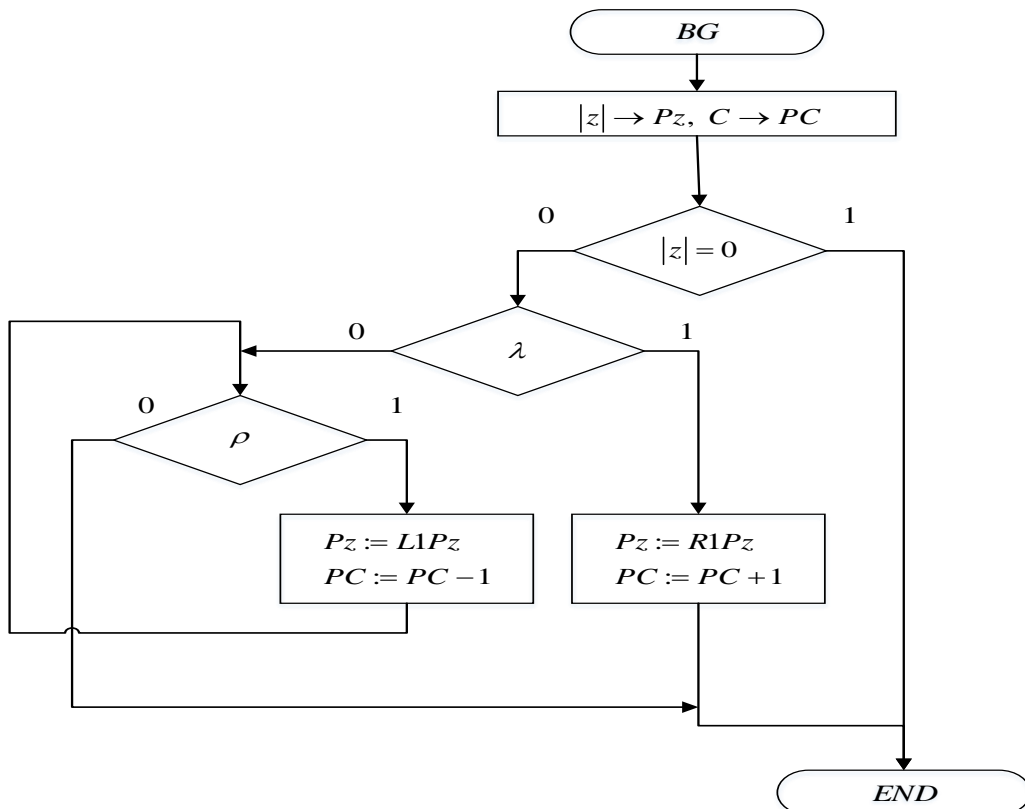 BG
|z| → Pz, C → PC
0 1
|z| = 0
0 1
λ
0 1
ρ
Pz := L1Pz
PC := PC − 1
Pz := R1Pz
PC := PC + 1
END